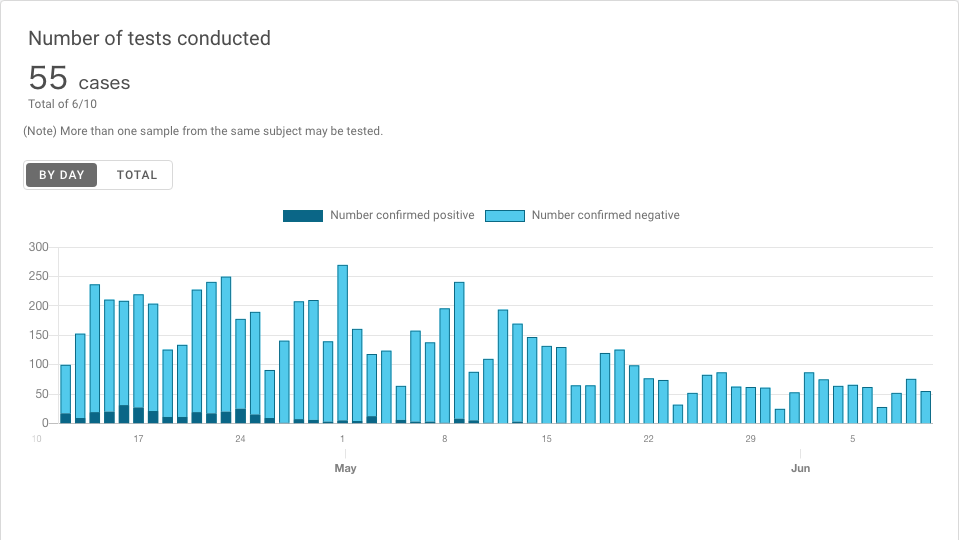 Number of tests conducted
55 cases
Total of 6/10
(Note) More than one sample from the same subject may be tested.
BY DAY TOTAL
Number confirmed positive Number confirmed negative
300
250
200
150
100
50
0
10 17 24 1 8 15 22 29 5
May Jun